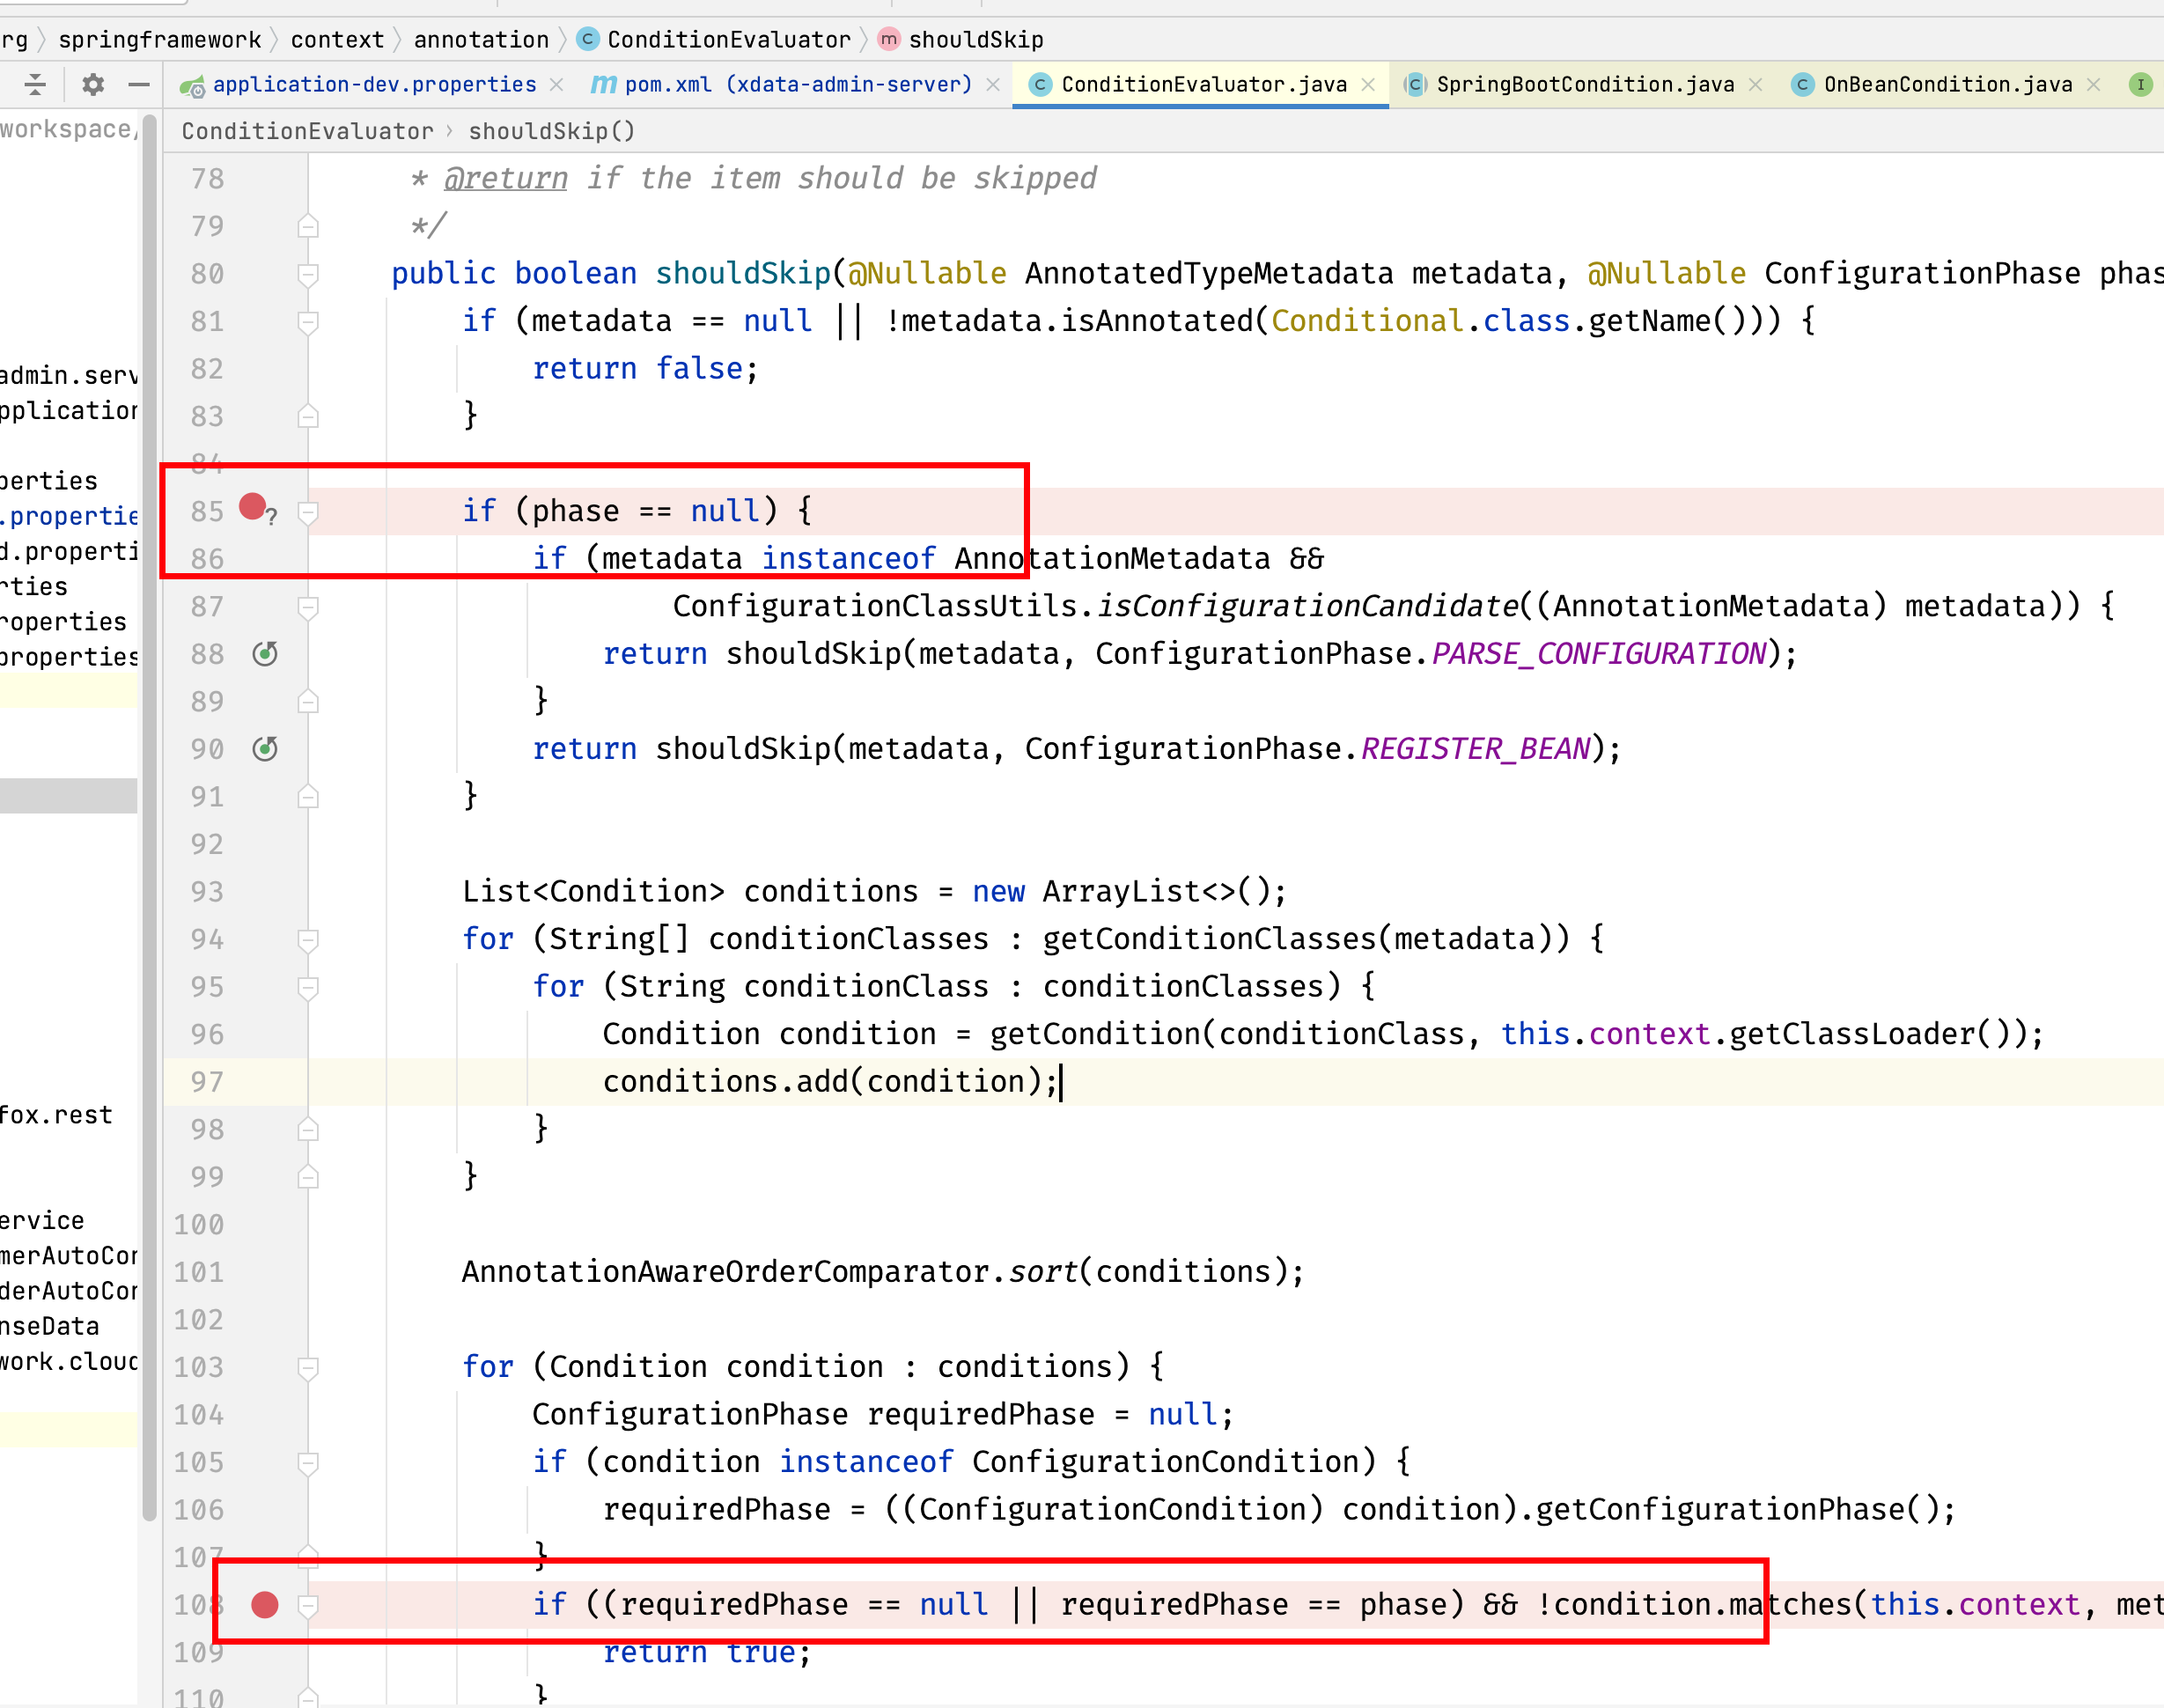 rg springframework context annotation C ConditionEvaluator m shouldSkip
application-dev.properties m pom.xml (xdata-admin-server) C ConditionEvaluator.java C SpringBootCondition.java C OnBeanCondition.java I
workspace/
ConditionEvaluator shouldSkip()
78 * @return if the item should be skipped
79 */
80 public boolean shouldSkip(@Nullable AnnotatedTypeMetadata metadata, @Nullable ConfigurationPhase phas
81 if (metadata == null || !metadata.isAnnotated(Conditional.class.getName())) {
82 return false;
83 }
84
85 ? if (phase == null) {
86 if (metadata instanceof AnnotationMetadata &&
87 ConfigurationClassUtils.isConfigurationCandidate((AnnotationMetadata) metadata)) {
88 return shouldSkip(metadata, ConfigurationPhase.PARSE_CONFIGURATION);
89 }
90 return shouldSkip(metadata, ConfigurationPhase.REGISTER_BEAN);
91 }
92
93 List<Condition> conditions = new ArrayList<>();
94 for (String[] conditionClasses : getConditionClasses(metadata)) {
95 for (String conditionClass : conditionClasses) {
96 Condition condition = getCondition(conditionClass, this.context.getClassLoader());
97 conditions.add(condition);
98 }
99 }
100
101 AnnotationAwareOrderComparator.sort(conditions);
102
103 for (Condition condition : conditions) {
104 ConfigurationPhase requiredPhase = null;
105 if (condition instanceof ConfigurationCondition) {
106 requiredPhase = ((ConfigurationCondition) condition).getConfigurationPhase();
107 }
108 if ((requiredPhase == null || requiredPhase == phase) && !condition.matches(this.context, met
109 return true;
110 }
admin.serv
pplication
perties
.propertie
d.properti
rties
roperties
properties
fox.rest
ervice
merAutoCon
derAutoCon
nseData
work.cloud